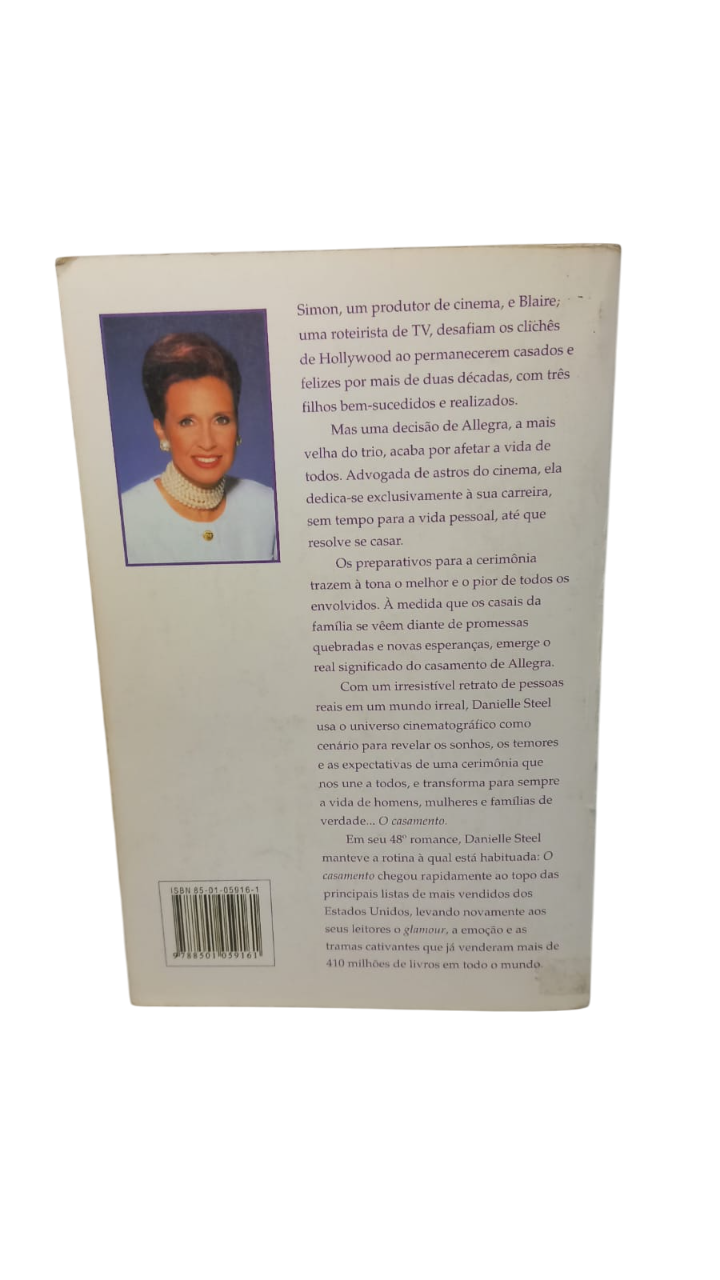 Simon, um produtor de cinema, e Blaire,
uma roteirista de TV, desafiam os clichês
de Hollywood ao permanecerem casados e
felizes por mais de duas décadas, com três
filhos bem-sucedidos e realizados.
Mas uma decisão de Allegra, a mais
velha do trio, acaba por afetar a vida de
todos. Advogada de astros do cinema, ela
dedica-se exclusivamente à sua carreira,
sem tempo para a vida pessoal, até que
resolve se casar.
Os preparativos para a cerimônia
trazem à tona o melhor e o pior de todos os
envolvidos. À medida que os casais da
família se vêem diante de promessas
quebradas e novas esperanças, emerge o
real significado do casamento de Allegra.
Com um irresistível retrato de pessoas
reais em um mundo irreal, Danielle Steel
usa o universo cinematográfico como
cenário para revelar os sonhos, os temores
e as expectativas de uma cerimônia que
nos une a todos, e transforma para sempre
a vida de homens, mulheres e famílias de
verdade... O casamento.
Em seu 48º romance, Danielle Steel
manteve a rotina à qual está habituada: O
casamento chegou rapidamente ao topo das
principais listas de mais vendidos dos
Estados Unidos, levando novamente aos
seus leitores o glamour, a emoção e as
tramas cativantes que já venderam mais de
410 milhões de livros em todo o mundo.
ISBN 85-01-05916-1
9 788501 059161